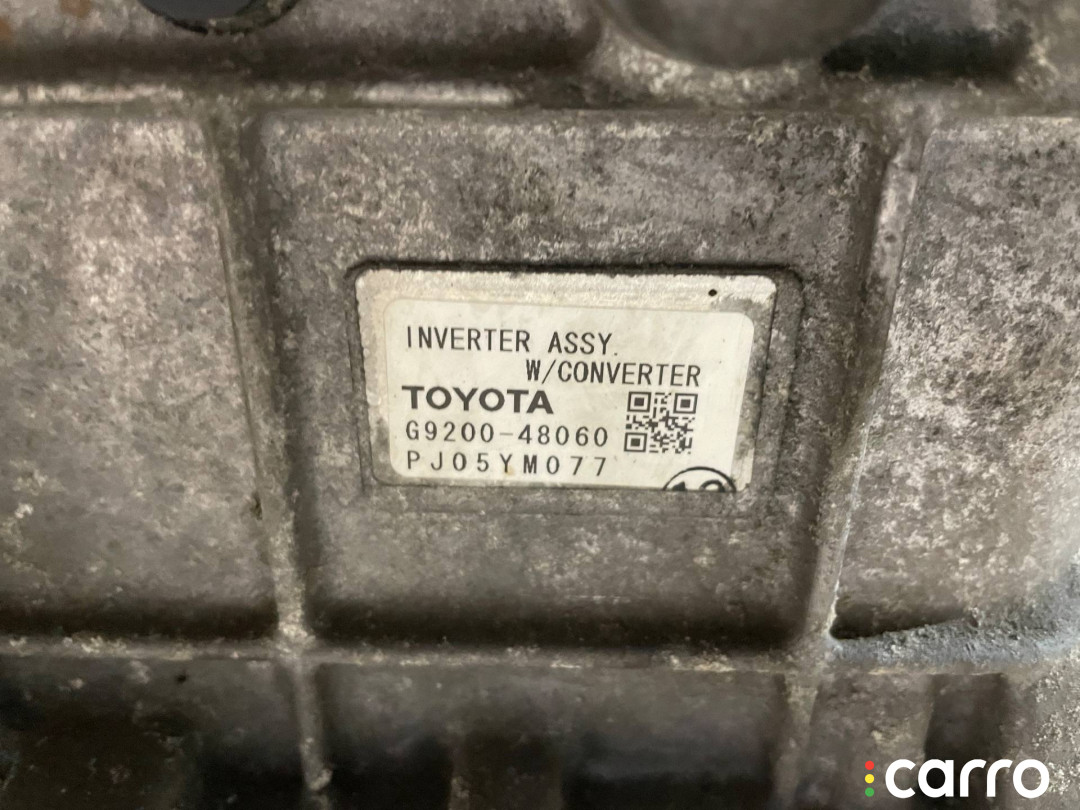 INVERTER ASSY.
W/CONVERTER
TOYOTA
G9200-48060
PJ05YM077
carro